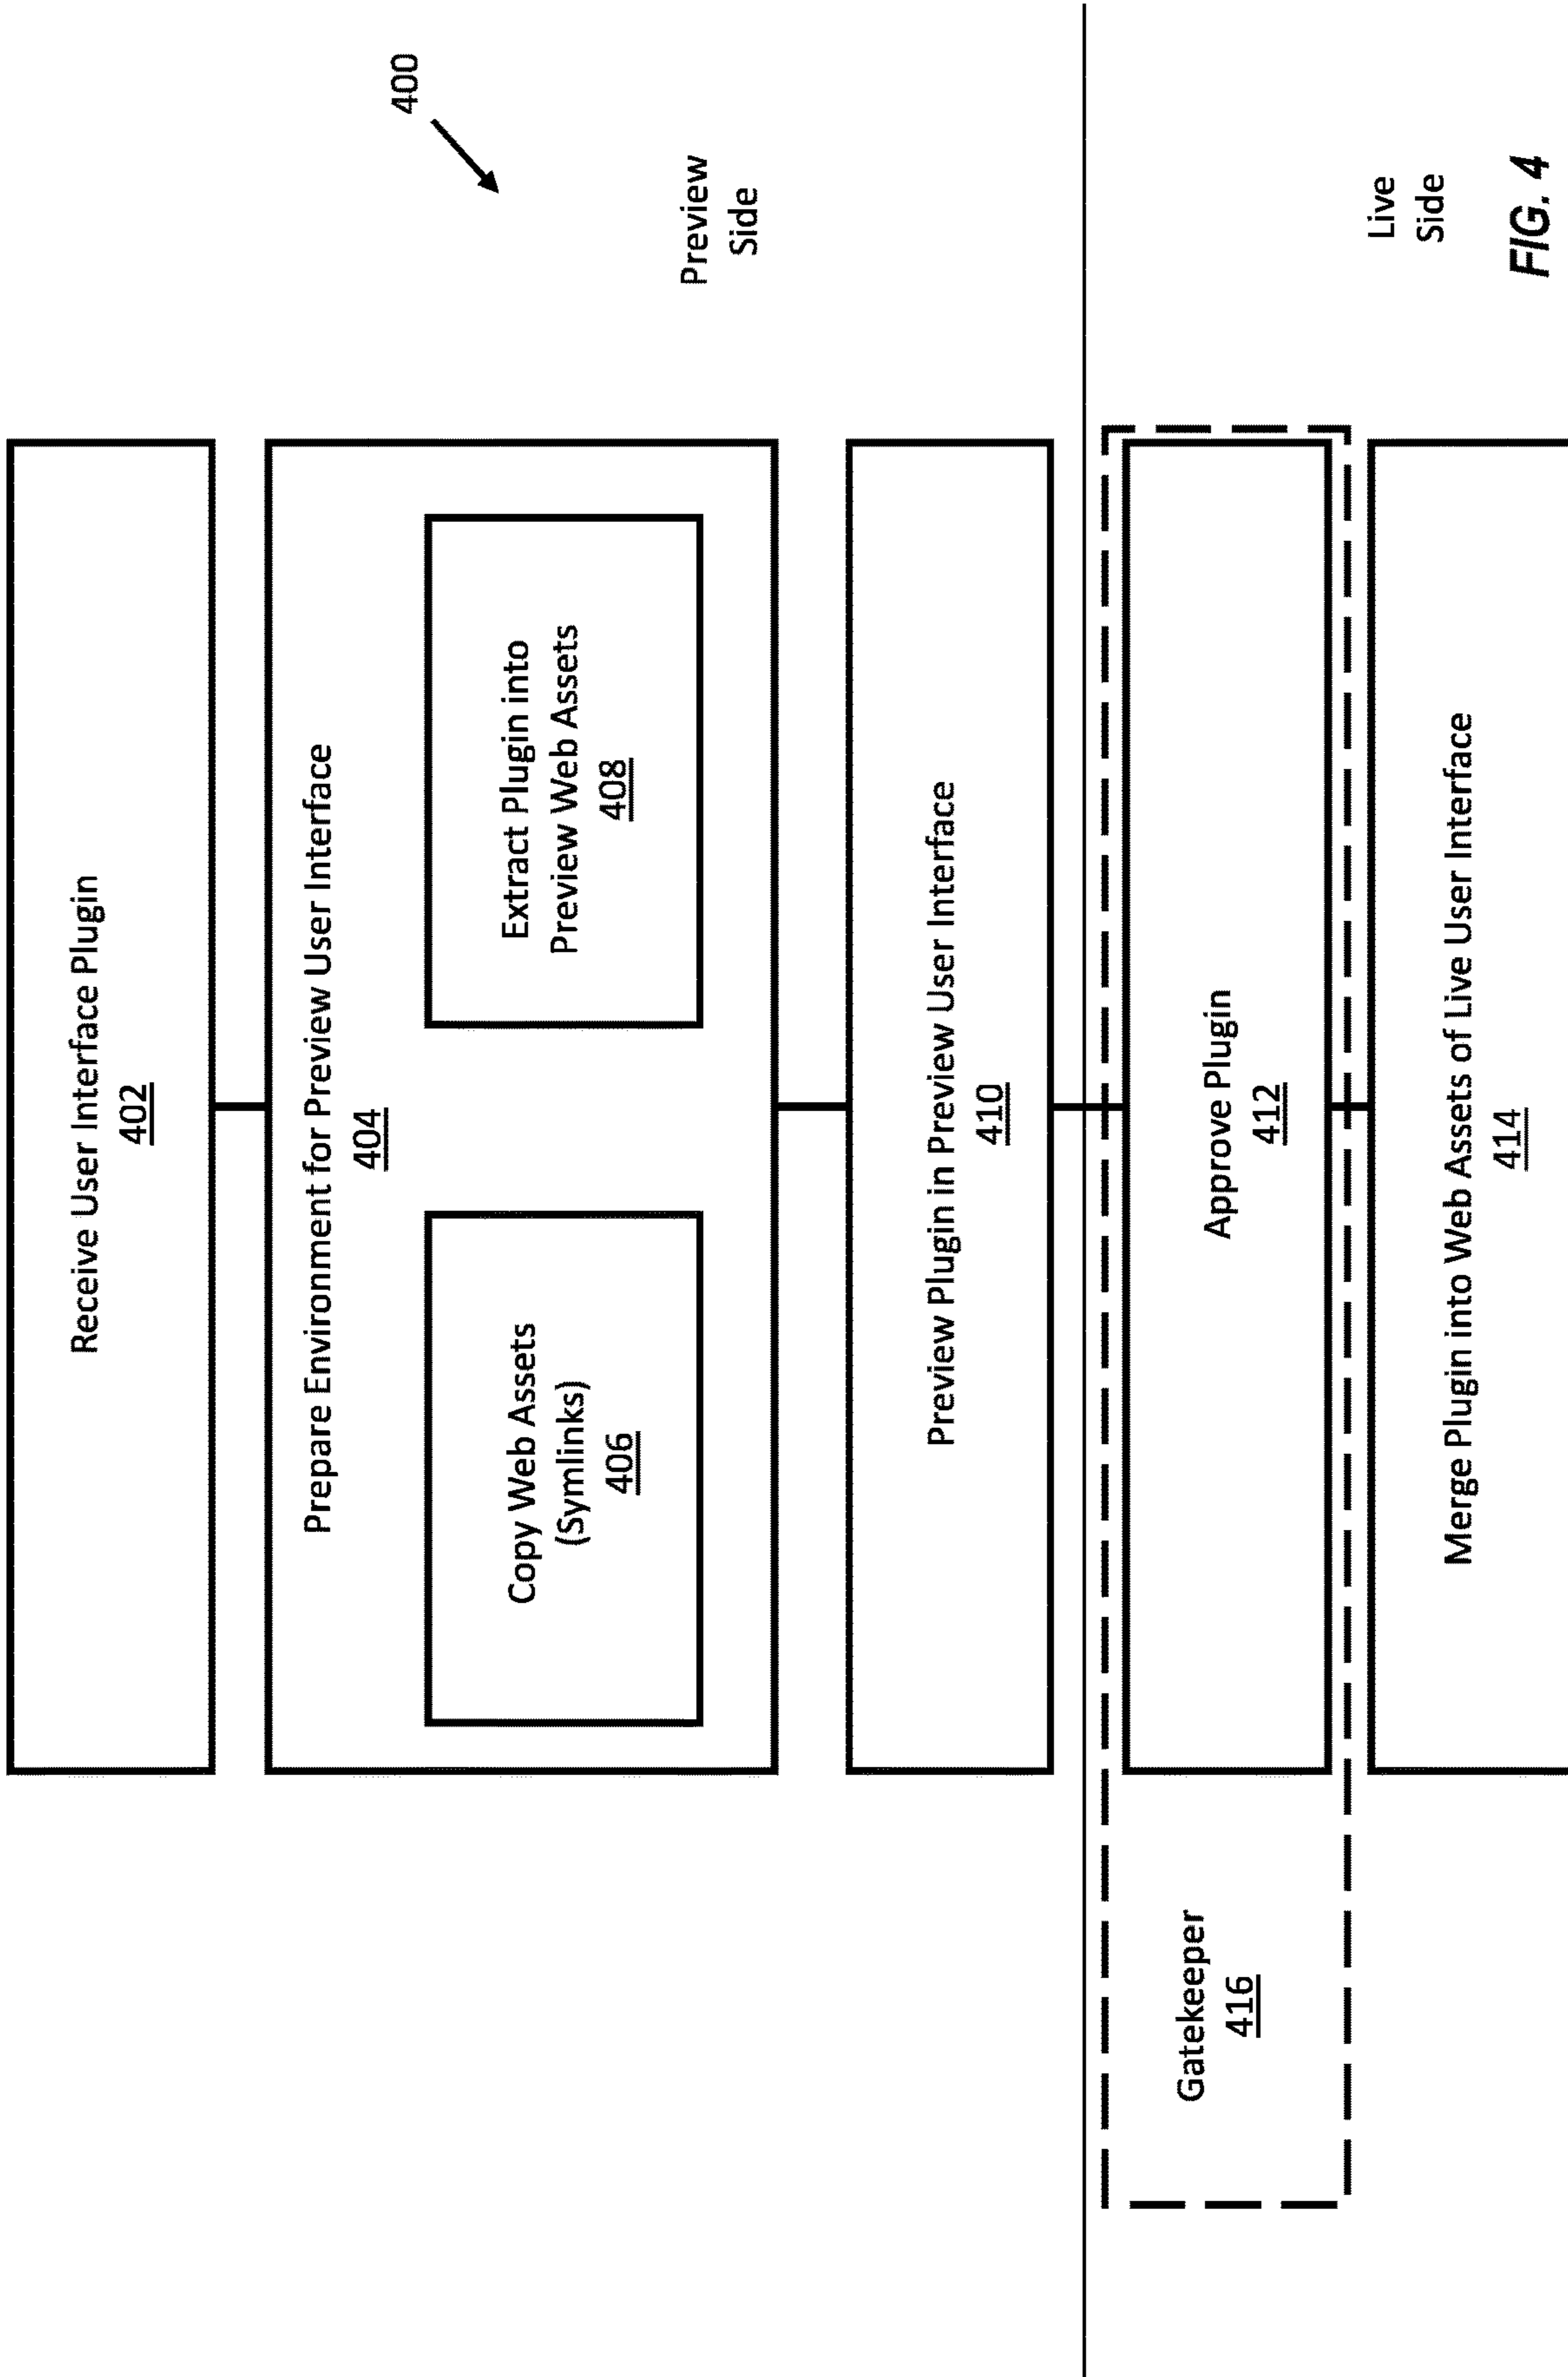 400
Receive User Interface Plugin
402
Prepare Environment for Preview User Interface
404
Copy Web Assets
(Symlinks)
406
Extract Plugin into
Preview Web Assets
408
Preview
Side
Preview Plugin in Preview User Interface
410
Gatekeeper
416
Approve Plugin
412
Merge Plugin into Web Assets of Live User Interface
414
Live
Side
FIG. 4